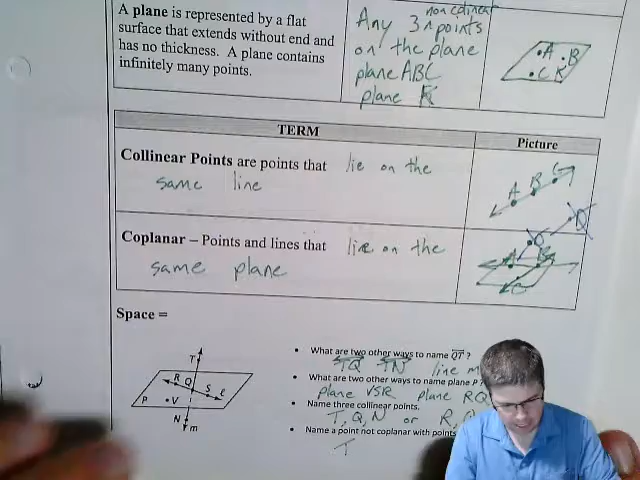 A plane is represented by a flat
surface that extends without end and
has no thickness. A plane contains
infinitely many points.
non colinear
Any 3 points
on the plane
plane ABC
plane K
A B
C K
TERM
Picture
Collinear Points are points that lie on the
same line
A B C
Coplanar – Points and lines that lie on the
same plane
A B
C
Space =
T
R Q S ℓ
P V
N m
• What are two other ways to name QT ?
TQ TN line m
• What are two other ways to name plane P ?
plane VSR plane RQ
• Name three collinear points.
T, Q, N or R,
• Name a point not coplanar with points
T